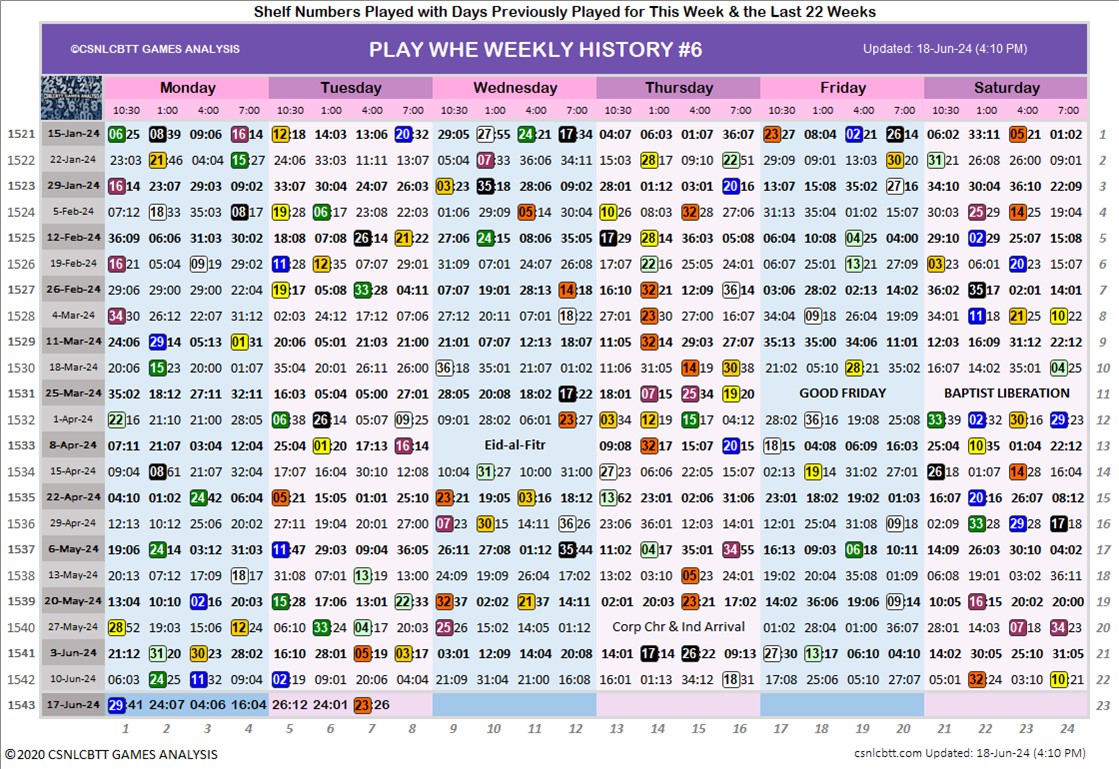 Shelf Numbers Played with Days Previously Played for This Week & the Last 22 Weeks
©CSNLCBTT GAMES ANALYSIS PLAY WHE WEEKLY HISTORY #6 Updated: 18-Jun-24 (4:10 PM)
Monday Tuesday Wednesday Thursday Friday Saturday
10:30 1:00 4:00 7:00 10:30 1:00 4:00 7:00 10:30 1:00 4:00 7:00 10:30 1:00 4:00 7:00 10:30 1:00 4:00 7:00 10:30 1:00 4:00 7:00
1521 15-Jan-24 06:25 08:39 09:06 16:14 12:18 14:03 13:06 20:32 29:05 27:55 24:21 17:34 04:07 06:03 01:07 36:07 23:27 08:04 02:21 26:14 06:02 33:11 05:21 01:02 1
1522 22-Jan-24 23:03 21:46 04:04 15:27 24:06 33:03 11:11 13:07 05:04 07:33 36:06 34:11 15:03 28:17 09:10 22:51 29:09 09:01 13:03 30:20 31:21 26:08 26:00 09:01 2
1523 29-Jan-24 16:14 23:07 29:03 09:02 33:07 30:04 24:07 26:03 03:23 35:18 28:06 09:02 28:01 01:12 03:01 20:16 13:07 15:08 35:02 27:16 34:10 30:04 36:10 22:09 3
1524 5-Feb-24 07:12 18:33 35:03 08:17 19:28 06:17 23:08 22:03 01:06 29:09 11:14 30:04 10:26 08:03 32:28 27:06 31:13 35:04 01:02 15:07 30:03 25:29 14:25 19:04 4
1525 12-Feb-24 36:09 06:06 31:03 30:02 18:08 07:08 26:14 21:22 27:06 24:15 08:05 35:05 17:29 28:14 36:03 05:08 06:04 10:08 04:25 04:00 29:10 02:29 25:07 15:08 5
1526 19-Feb-24 16:21 05:04 09:19 29:02 11:28 12:35 07:07 29:01 31:09 07:01 24:07 26:08 17:07 22:16 25:05 24:01 06:07 20:01 13:21 27:09 03:23 06:01 20:23 15:07 6
1527 26-Feb-24 29:06 29:00 29:00 22:04 19:17 05:08 33:28 04:11 07:07 19:01 28:13 14:18 16:10 32:21 12:09 36:14 03:06 28:02 02:13 14:02 36:02 35:17 02:01 14:01 7
1528 4-Mar-24 34:30 26:12 22:07 31:12 02:03 24:12 17:12 07:06 27:12 20:11 07:08 18:22 27:01 23:30 22:08 07:04 34:04 09:18 26:04 19:09 34:01 11:18 21:25 10:22 8
1529 11-Mar-24 24:06 29:14 05:13 01:31 20:06 05:01 21:03 21:00 21:01 07:07 12:13 18:07 11:05 32:14 29:03 27:07 35:13 35:00 34:06 11:01 12:03 16:09 31:12 22:12 9
1530 18-Mar-24 20:06 15:23 20:00 01:07 35:04 20:01 26:11 26:00 36:18 35:01 27:01 22:02 11:06 31:05 14:19 30:38 21:02 05:10 28:21 35:02 16:10 07:09 04:25 10
1531 25-Mar-24 35:02 18:12 27:11 32:11 16:03 05:04 05:00 27:01 28:05 20:08 18:02 17:22 18:01 07:15 25:34 19:20 GOOD FRIDAY BAPTIST LIBERATION 11
1532 1-Apr-24 22:16 21:10 21:00 28:05 06:38 26:14 07:08 09:25 09:01 28:02 06:01 12:27 03:34 12:19 15:17 04:12 28:02 36:16 19:08 25:08 33:39 02:32 30:16 29:23 12
1533 8-Apr-24 07:11 21:07 03:04 21:04 25:04 01:20 17:13 16:14 Eid-al-Fitr 09:08 32:17 15:07 20:15 18:15 04:08 06:09 16:03 25:04 10:35 01:04 22:12 13
1534 15-Apr-24 09:04 08:61 21:07 32:04 17:07 16:04 30:10 12:08 10:04 31:27 10:00 31:00 27:23 06:06 22:05 15:07 02:13 19:14 31:02 27:01 26:18 01:07 14:28 16:04 14
1535 22-Apr-24 04:10 01:02 24:42 06:04 05:21 15:05 01:01 25:10 23:21 19:05 03:16 18:12 13:62 23:01 02:06 31:06 23:01 18:02 19:02 01:03 16:07 20:16 26:07 08:12 15
1536 29-Apr-24 12:13 10:12 25:06 20:02 27:11 19:04 20:01 27:00 07:23 30:15 14:11 36:26 23:06 36:01 12:03 14:01 12:01 25:04 31:08 09:18 02:09 33:28 29:28 17:18 16
1537 6-May-24 19:06 24:14 03:12 31:03 11:47 29:03 09:04 36:05 26:11 27:08 01:12 35:44 11:02 04:17 35:01 34:55 16:13 09:03 06:18 10:11 14:09 26:03 30:10 04:02 17
1538 13-May-24 20:13 07:12 17:09 18:17 31:08 07:01 13:19 13:00 24:09 19:09 26:04 17:02 13:02 03:10 05:23 24:01 19:02 20:04 35:08 01:09 06:08 19:01 03:02 36:11 18
1539 20-May-24 13:04 10:10 02:16 20:03 15:28 17:06 13:01 22:33 32:37 02:02 21:37 14:11 02:01 20:03 23:21 17:02 14:02 36:06 19:06 09:14 10:05 16:15 20:02 20:00 19
1540 27-May-24 28:52 19:03 15:06 12:24 06:10 33:24 04:17 20:03 25:26 15:02 14:05 01:12 Corp Chr & Ind Arrival 01:02 28:04 01:00 36:07 28:01 14:03 07:18 34:23 20
1541 3-Jun-24 21:12 31:20 30:23 28:02 16:10 28:01 05:19 03:17 03:01 12:09 14:04 20:08 14:01 17:14 26:22 09:13 27:30 13:17 06:10 04:10 14:02 30:05 25:10 31:05 21
1542 10-Jun-24 06:03 24:25 11:32 09:04 02:19 09:01 20:06 04:04 21:09 31:04 21:00 16:08 16:01 01:13 34:12 18:31 17:08 25:06 05:10 27:07 05:01 32:24 03:10 10:21 22
1543 17-Jun-24 29:41 24:07 04:06 16:04 26:12 24:01 23:26 23
1 2 3 4 5 6 7 8 9 10 11 12 13 14 15 16 17 18 19 20 21 22 23 24
©2020 CSNLCBTT GAMES ANALYSIS csnlcbtt.com Updated: 18-Jun-24 (4:10 PM)